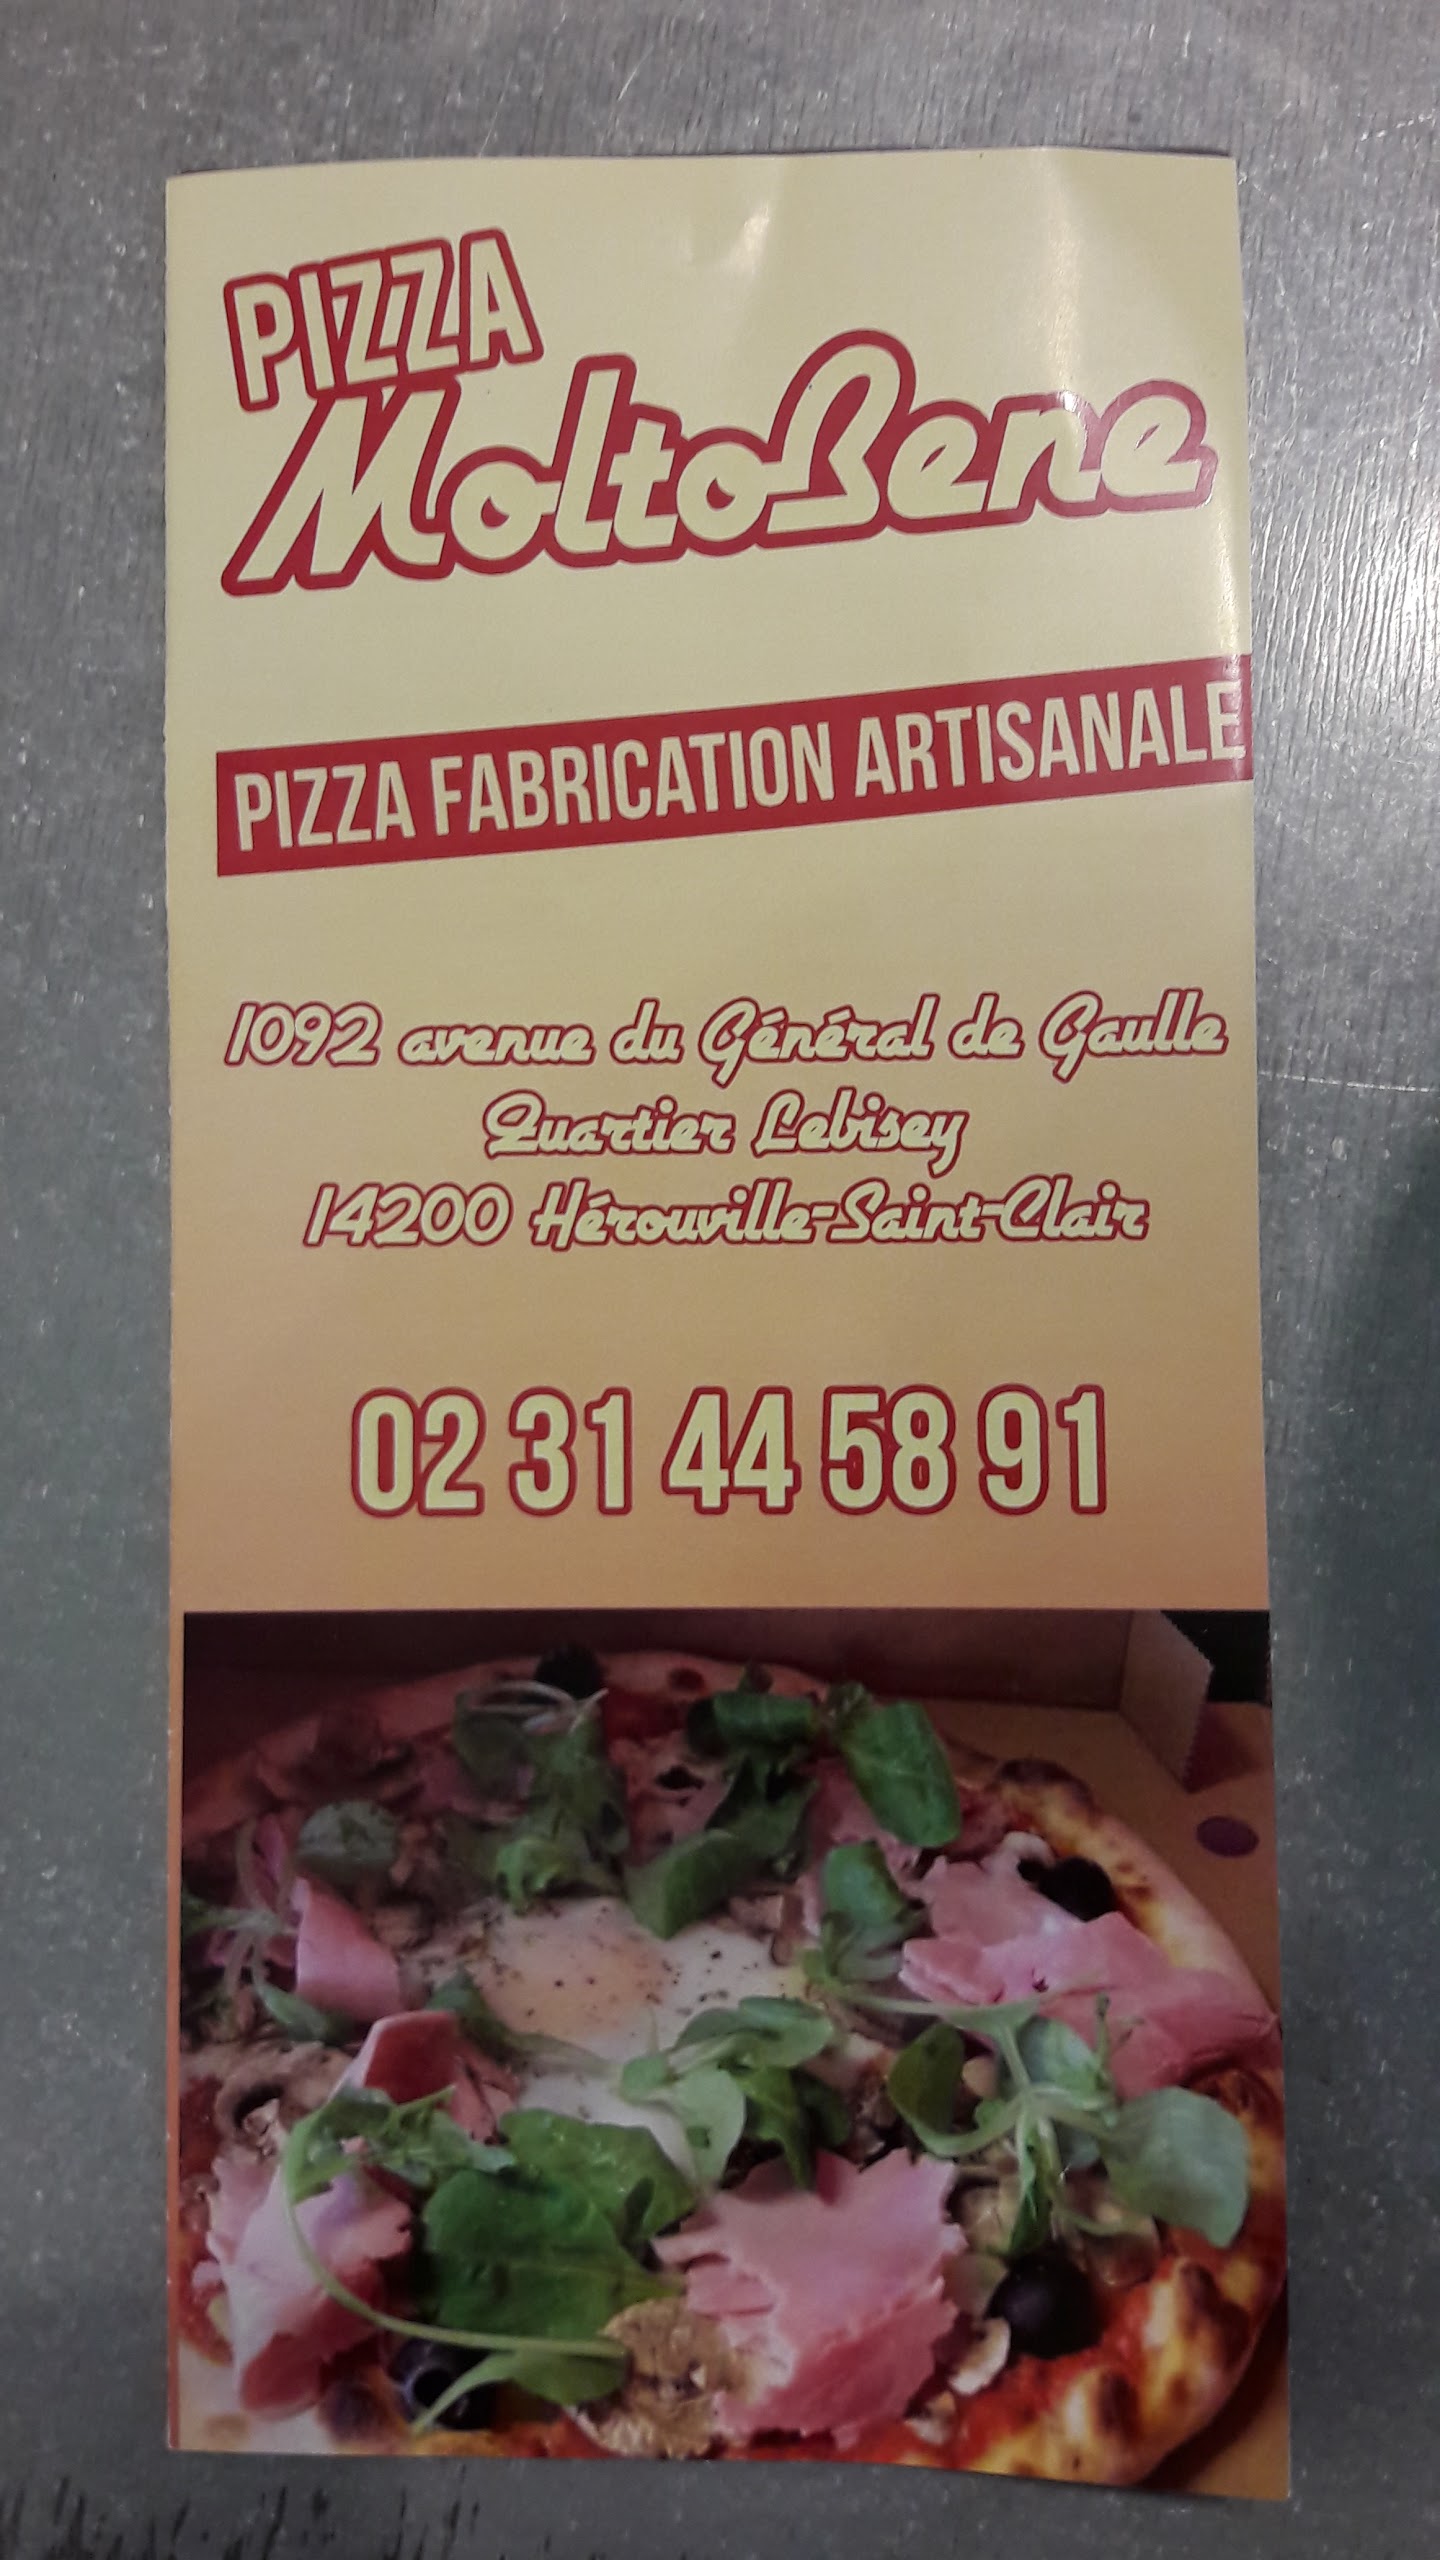 PIZZA
MoltoBene
PIZZA FABRICATION ARTISANALE
1092 avenue du Général de Gaulle
Quartier Lebisey
14200 Hérouville-Saint-Clair
02 31 44 58 91